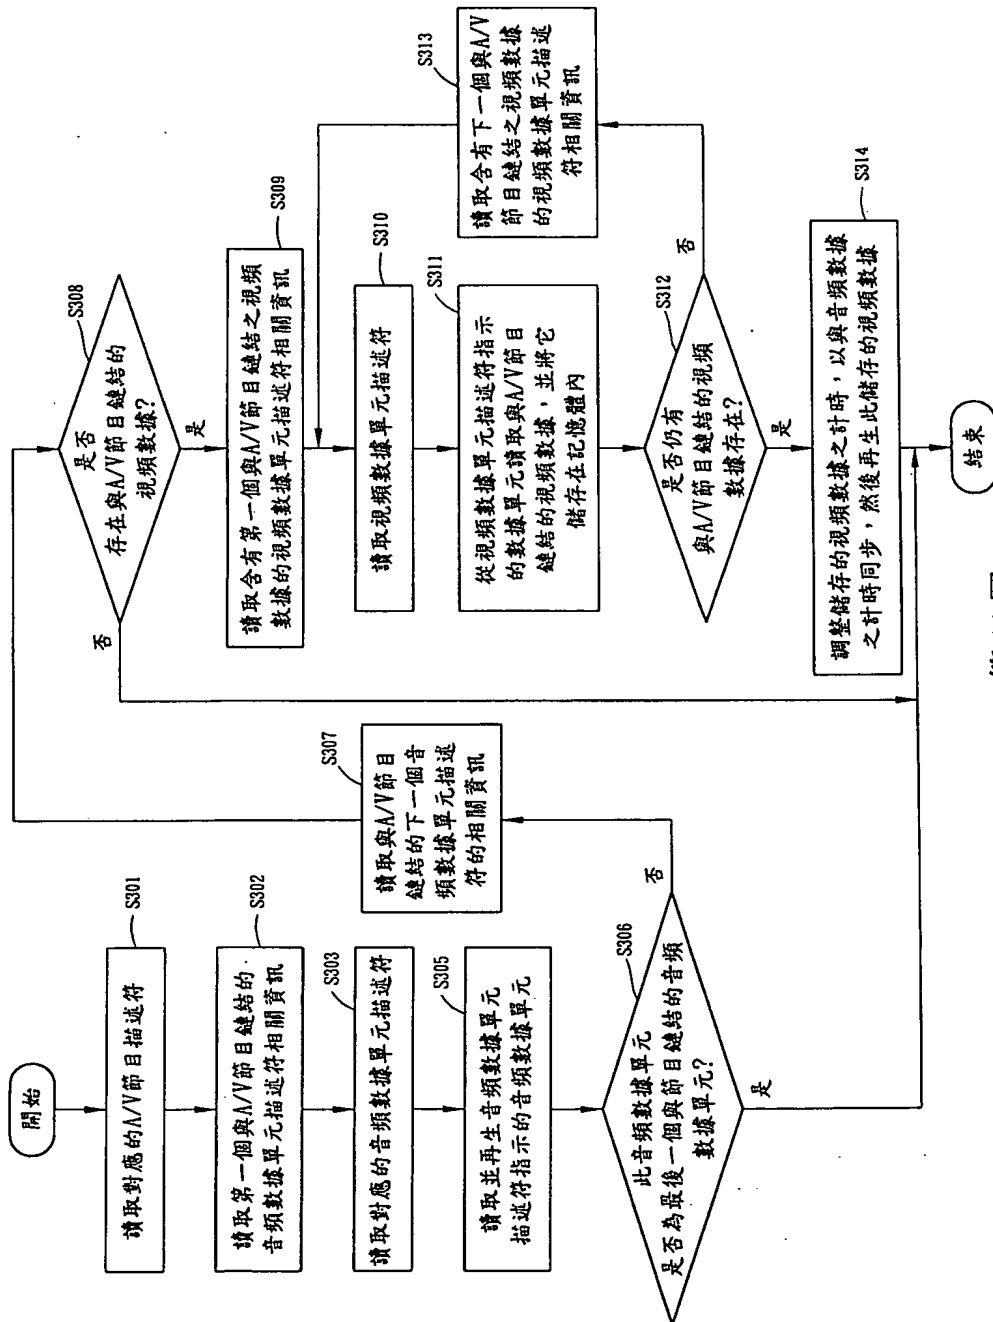 開始
S301
讀取對應的A/V節目描述符
S302
讀取第一個與A/V節目鏈結的
音頻數據單元描述符相關資訊
S303
讀取對應的音頻數據單元描述符
S305
讀取並再生音頻數據單元
描述符指示的音頻數據單元
S306
此音頻數據單元
是否為最後一個與節目鏈結的音頻
數據單元?
是
否
S307
讀取與A/V節目
鏈結的下一個音
頻數據單元描述
符的相關資訊
S308
是否
存在與A/V節目鏈結的
視頻數據?
否
是
S309
讀取含有第一個與A/V節目鏈結之視頻
數據的視頻數據單元描述符相關資訊
S310
讀取視頻數據單元描述符
S311
從視頻數據單元描述符指示
的數據單元讀取與A/V節目
鏈結的視頻數據,並將它
儲存在記憶體內
S312
是否仍有
與A/V節目鏈結的視頻
數據存在?
否
是
S313
讀取含有下一個與A/V
節目鏈結之視頻數據
的視頻數據單元描述
符相關資訊
S314
調整儲存的視頻數據之計時,以與音頻數據
之計時同步,然後再生此儲存的視頻數據
結束